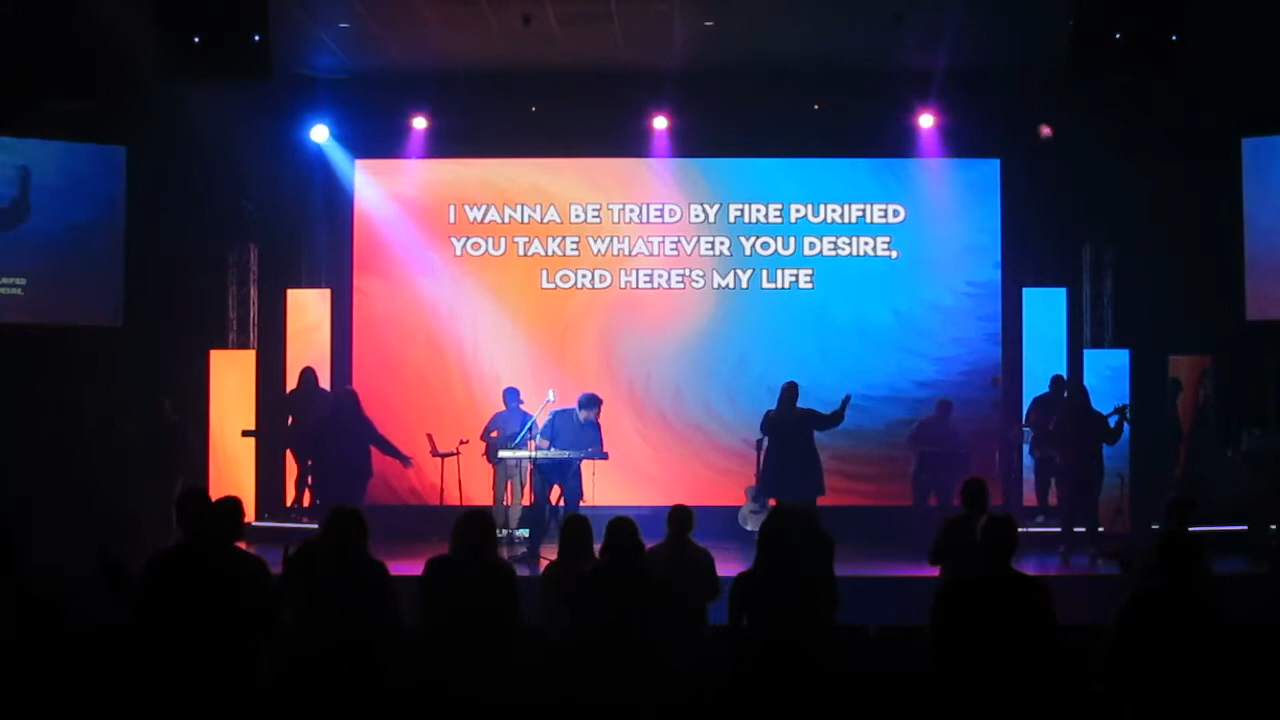 I WANNA BE TRIED BY FIRE PURIFIED
YOU TAKE WHATEVER YOU DESIRE,
LORD HERE'S MY LIFE